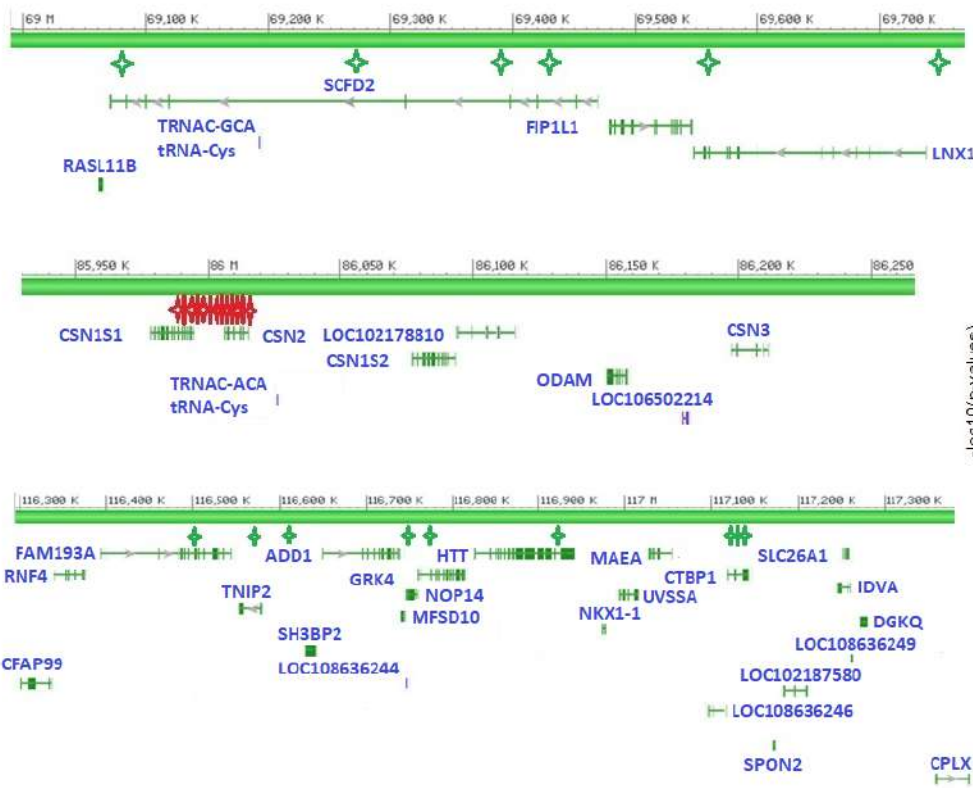 69 M 69,100 K 69,200 K 69,300 K 69,400 K 69,500 K 69,600 K 69,700 K
SCFD2
TRNAC-GCA
tRNA-Cys
FIP1L1
LNX1
RASL11B
85,950 K 86 M 86,050 K 86,100 K 86,150 K 86,200 K 86,250
CSN1S1 CSN2 LOC102178810 CSN3
CSN1S2
TRNAC-ACA
tRNA-Cys
ODAM
LOC106502214
-log10(p values)
116,300 K 116,400 K 116,500 K 116,600 K 116,700 K 116,800 K 116,900 K 117 M 117,100 K 117,200 K 117,300 K
FAM193A ADD1 HTT MAEA SLC26A1
RNF4 GRK4 CTBP1
TNIP2 NOP14 UVSSA IDVA
MFSD10 NKX1-1 DGKQ
SH3BP2 LOC108636249
CFAP99 LOC108636244 LOC102187580
LOC108636246
SPON2 CPLX